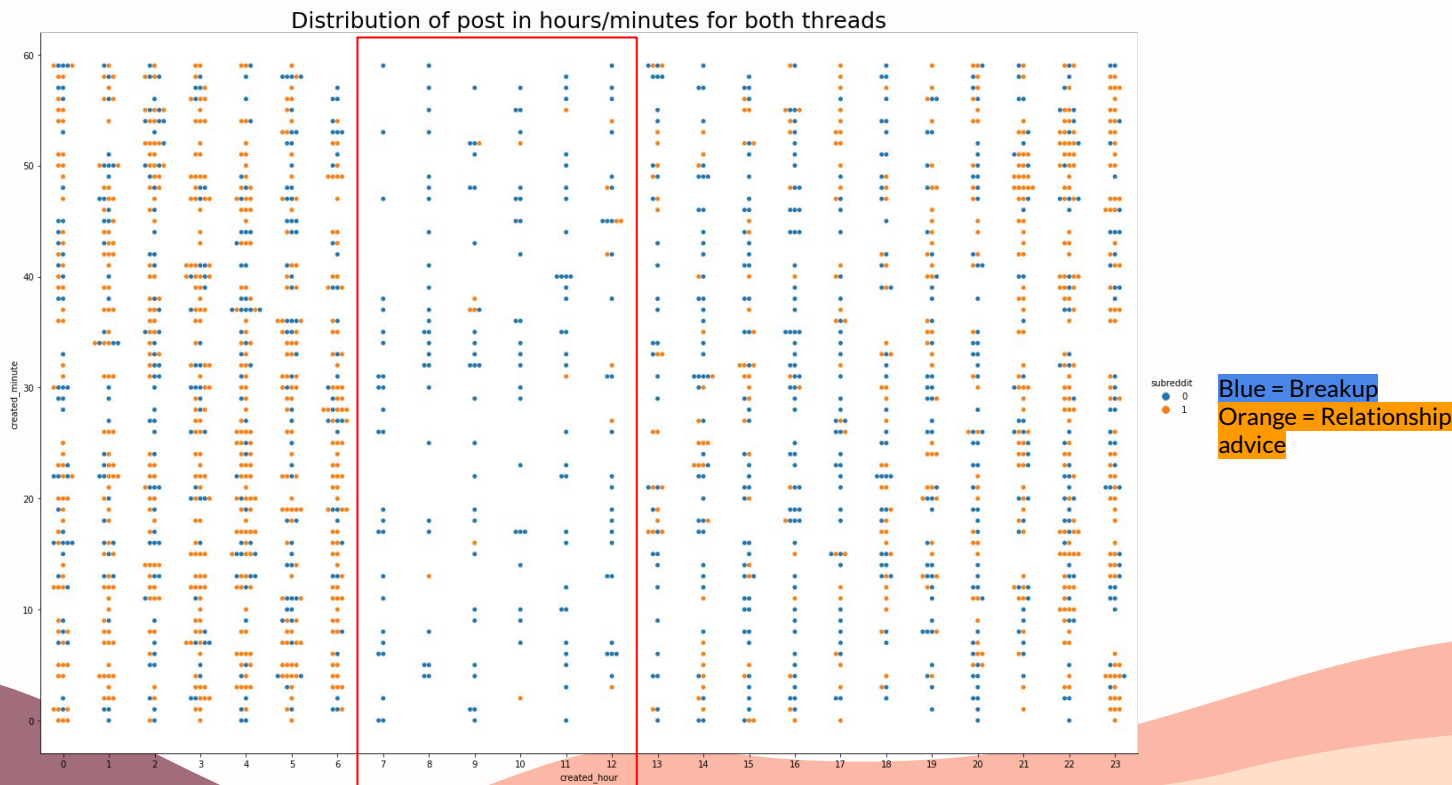 Distribution of post in hours/minutes for both threads
60
50
40
30
20
10
0
created_minute
0 1 2 3 4 5 6 7 8 9 10 11 12 13 14 15 16 17 18 19 20 21 22 23
created_hour
subreddit
0
1
Blue = Breakup
Orange = Relationship
advice